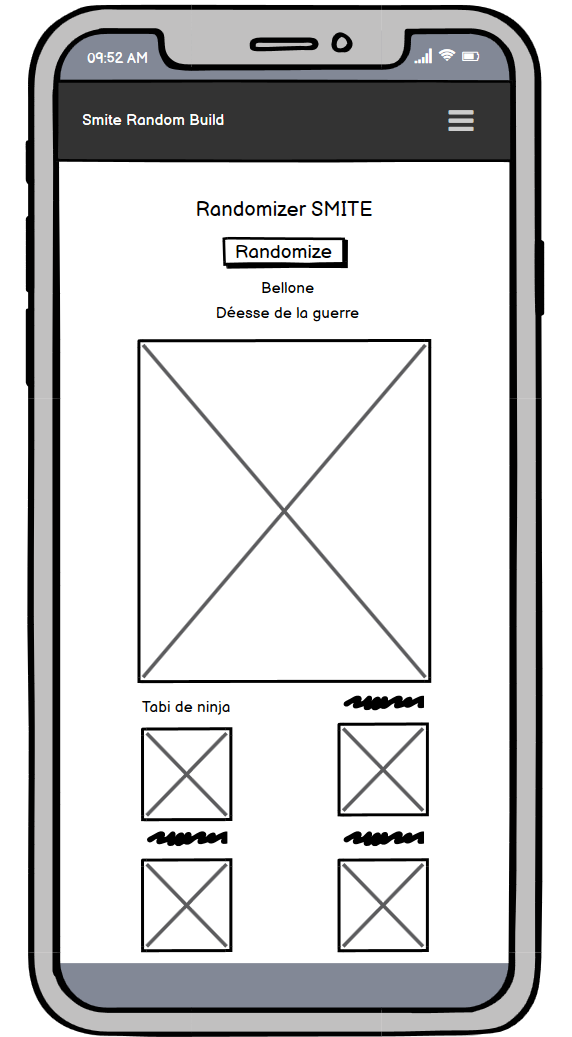 09:52 AM
Smite Random Build
Randomizer SMITE
Randomize
Bellone
Déesse de la guerre
Tabi de ninja